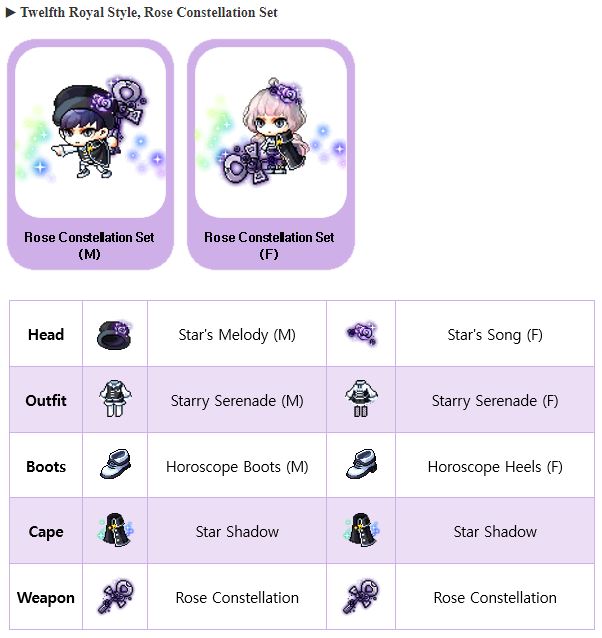 ▶ Twelfth Royal Style, Rose Constellation Set
Rose Constellation Set
(M)
Rose Constellation Set
(F)
Head Star's Melody (M) Star's Song (F)
Outfit Starry Serenade (M) Starry Serenade (F)
Boots Horoscope Boots (M) Horoscope Heels (F)
Cape Star Shadow Star Shadow
Weapon Rose Constellation Rose Constellation